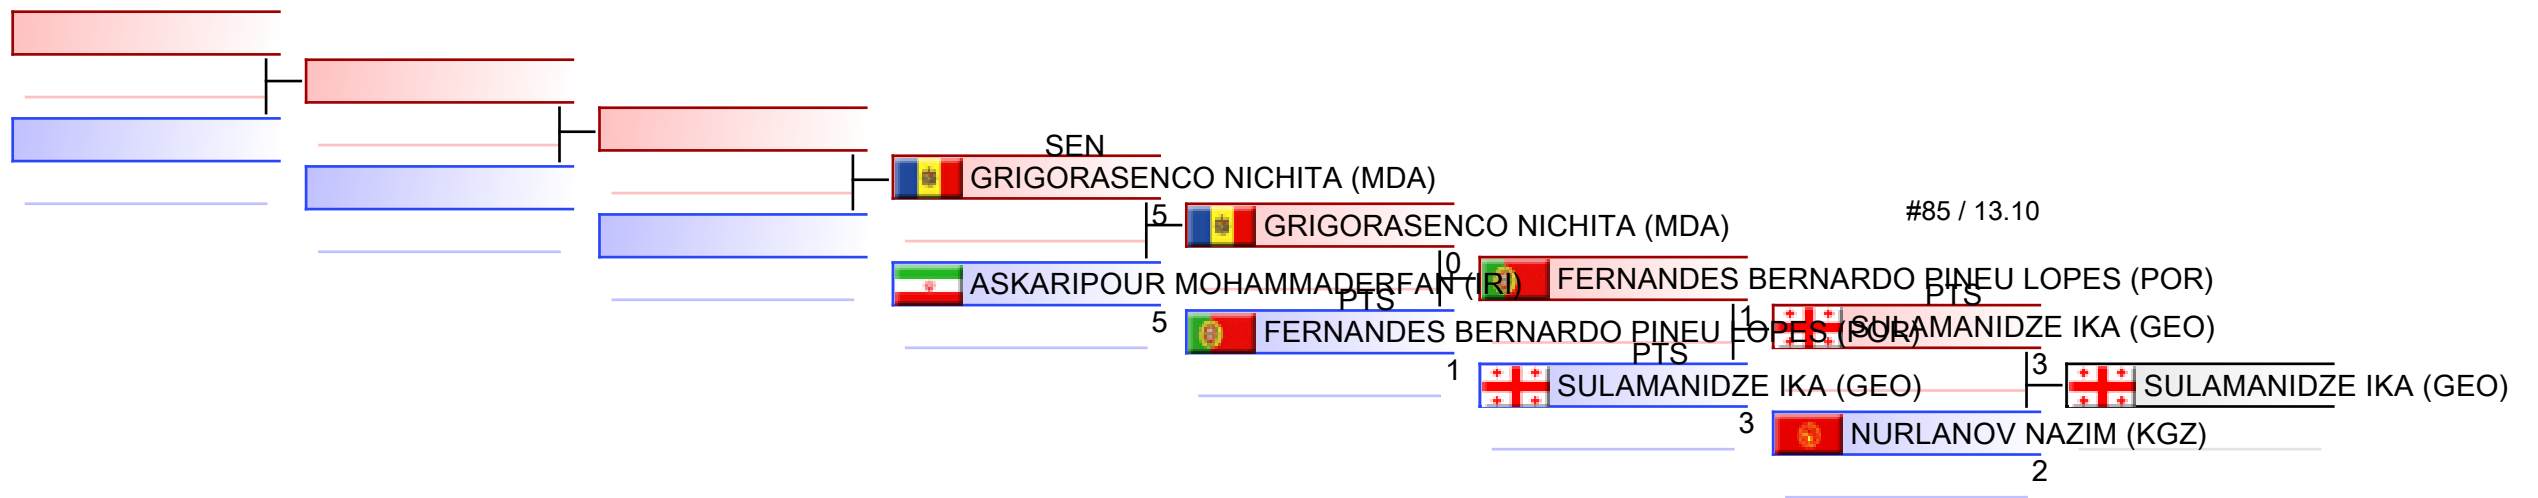 SEN
GRIGORASENCO NICHITA (MDA)
5
ASKARIPOUR MOHAMMADERFAN (IRI)
5
GRIGORASENCO NICHITA (MDA)
0
PTS
FERNANDES BERNARDO PINEU LOPES (POR)
1
FERNANDES BERNARDO PINEU LOPES (POR)
1
PTS
SULAMANIDZE IKA (GEO)
3
#85 / 13.10
PTS
SULAMANIDZE IKA (GEO)
3
NURLANOV NAZIM (KGZ)
2
SULAMANIDZE IKA (GEO)